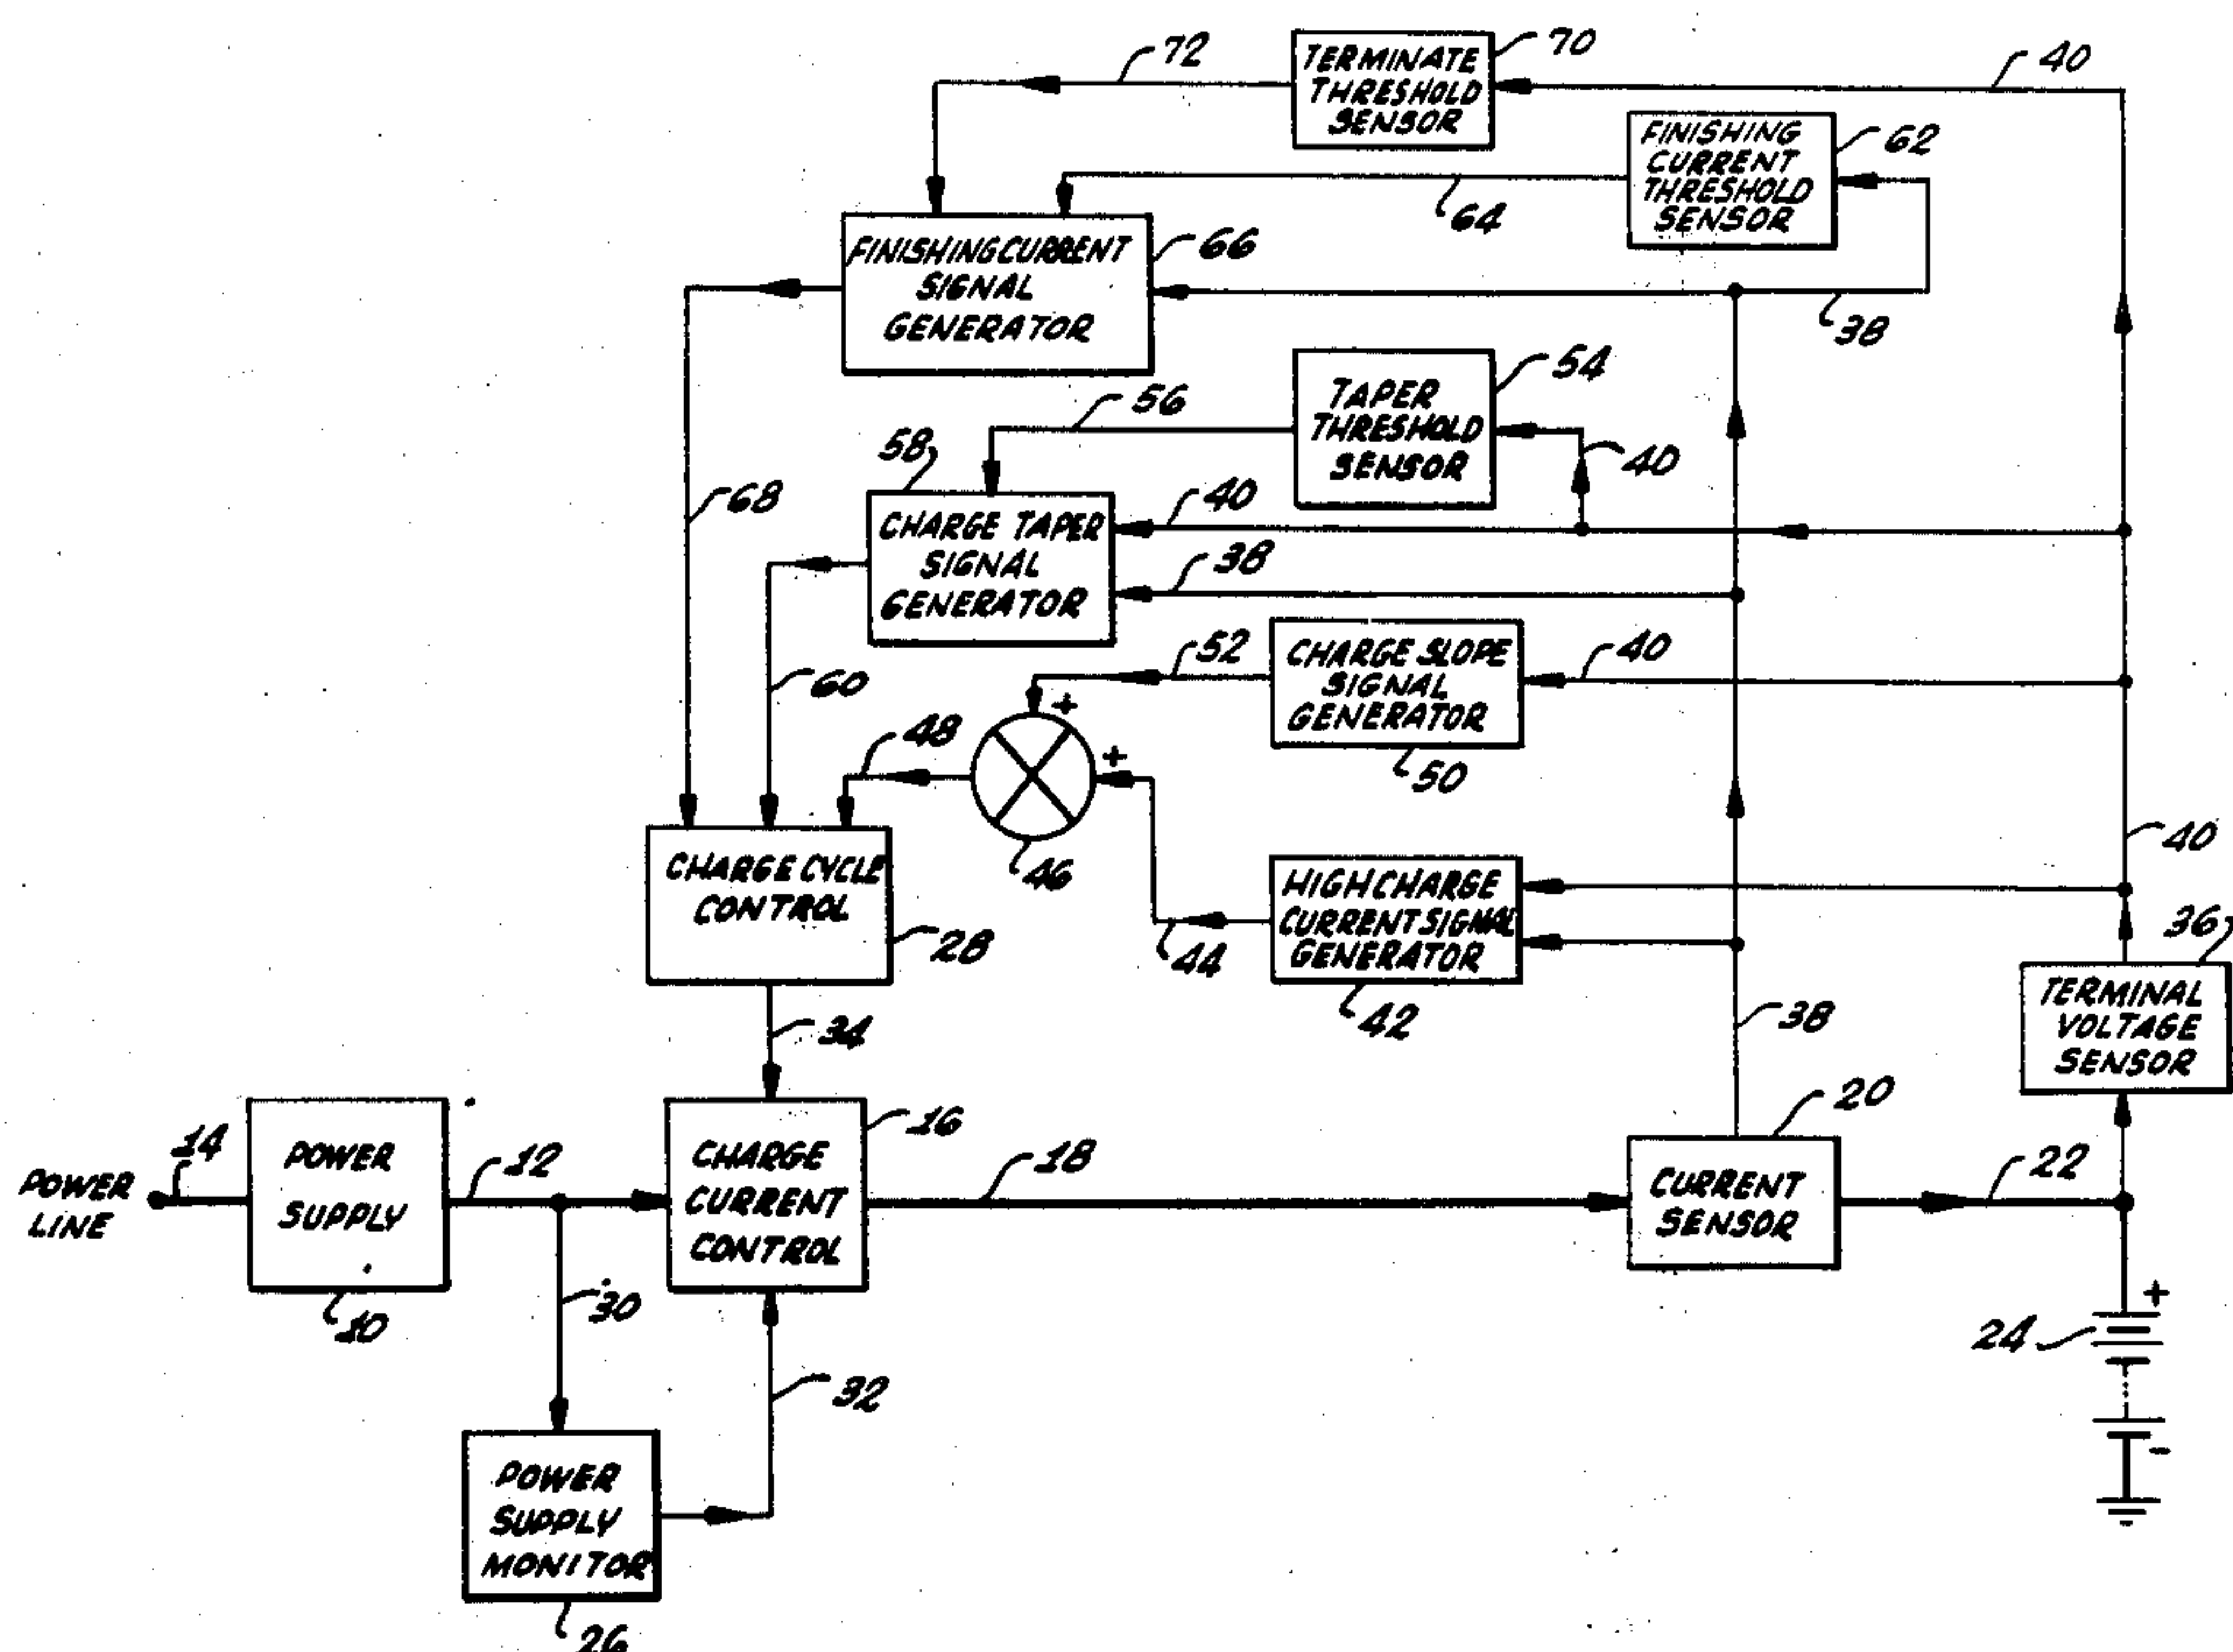 72
TERMINATE
THRESHOLD
SENSOR
70
40
FINISHING
CURRENT
THRESHOLD
SENSOR
62
64
FINISHING CURRENT
SIGNAL
GENERATOR
66
38
TAPER
THRESHOLD
SENSOR
54
56
40
58
68
CHARGE TAPER
SIGNAL
GENERATOR
40
38
60
52
CHARGE SLOPE
SIGNAL
GENERATOR
40
50
+
+
48
46
40
CHARGE CYCLE
CONTROL
28
HIGH CHARGE
CURRENT SIGNAL
GENERATOR
44
42
36
TERMINAL
VOLTAGE
SENSOR
34
38
POWER
LINE
14
POWER
SUPPLY
10
12
CHARGE
CURRENT
CONTROL
16
18
CURRENT
SENSOR
20
22
30
32
24
+
-
POWER
SUPPLY
MONITOR
26